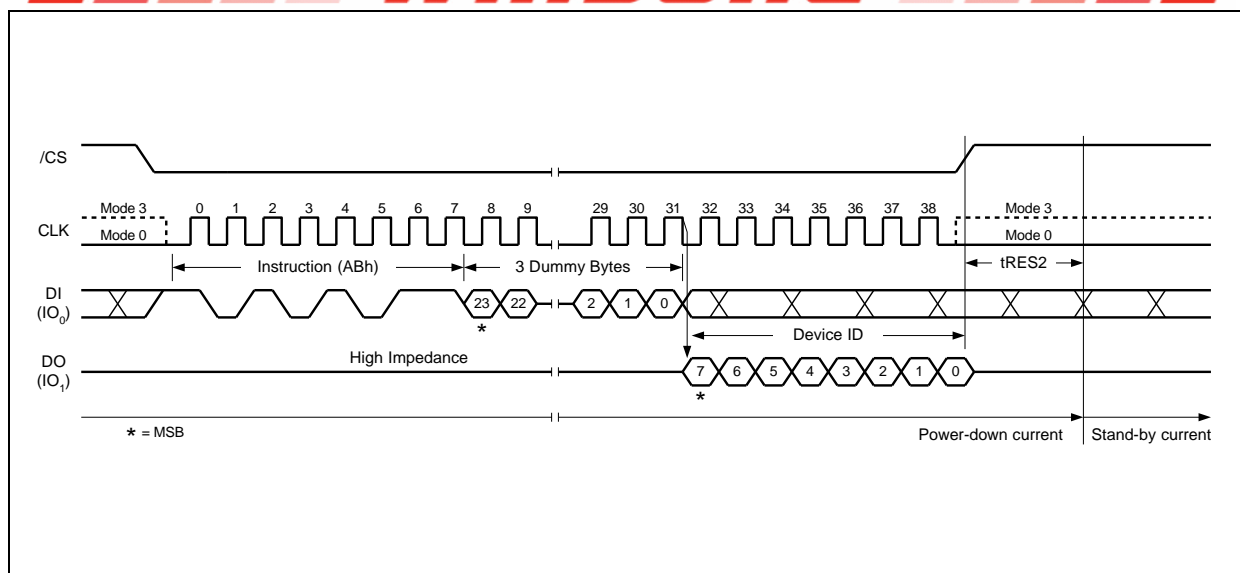 /CS
Mode 3
0 1 2 3 4 5 6 7 8 9 29 30 31 32 33 34 35 36 37 38
Mode 3
CLK
Mode 0
Mode 0
Instruction (ABh)
3 Dummy Bytes
tRES2
DI
(IO0)
23 22 2 1 0
*
Device ID
DO
(IO1)
High Impedance
7 6 5 4 3 2 1 0
*
* = MSB
Power-down current
Stand-by current